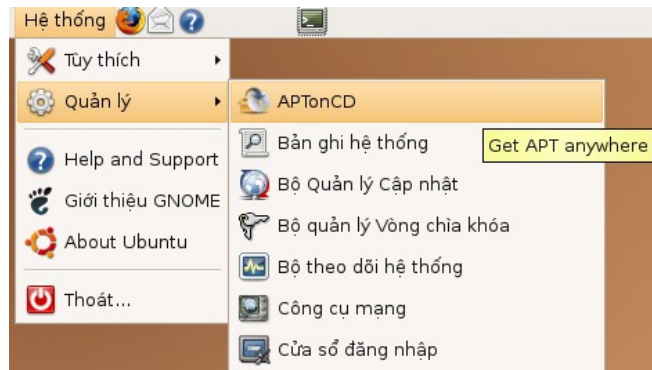 Hệ thống
Tùy thích
Quản lý
Help and Support
Giới thiệu GNOME
About Ubuntu
Thoát...
APTonCD
Bản ghi hệ thống
Get APT anywhere
Bộ Quản lý Cập nhật
Bộ quản lý Vòng chìa khóa
Bộ theo dõi hệ thống
Công cụ mạng
Cửa sổ đăng nhập